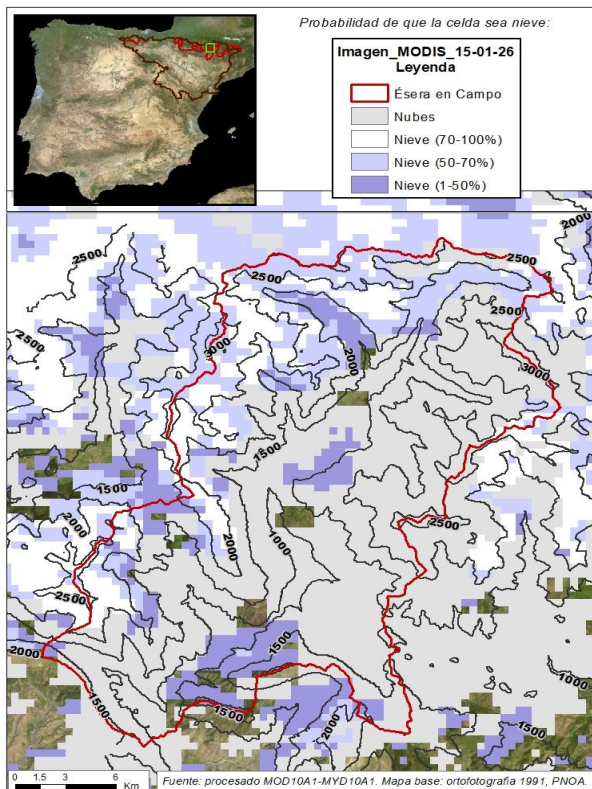 Probabilidad de que la celda sea nieve:
Imagen_MODIS_15-01-26
Leyenda
Ésera en Campo
Nubes
Nieve (70-100%)
Nieve (50-70%)
Nieve (1-50%)
2000
2500
2500
2500
2500
2500
2500
3000
2000
3000
1500
1500
2000
2500
1000
2000
2500
2000
1500
1500
1000
1500
1500
0 1.5 3 6
Km
Fuente: procesado MOD10A1-MYD10A1. Mapa base: ortofotografia 1991, PNOA.